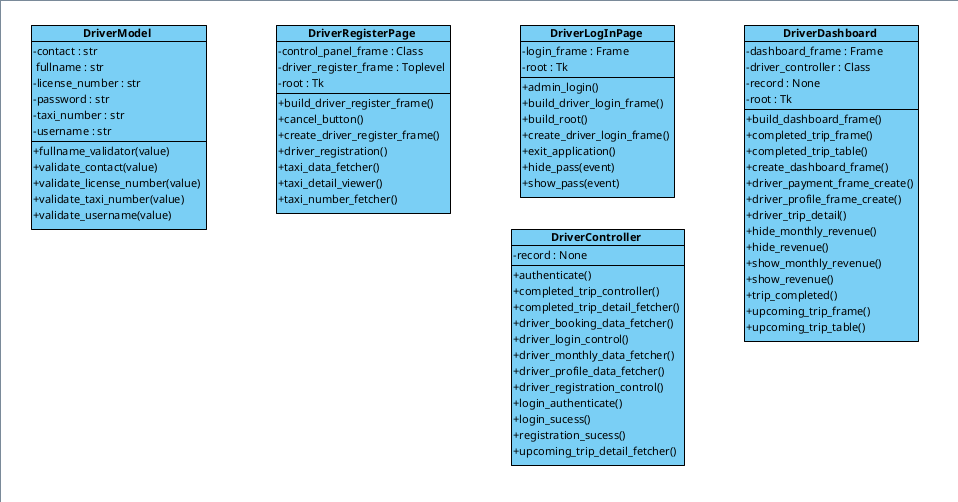 DriverModel
-contact : str
fullname : str
-license_number : str
-password : str
-taxi_number : str
-username : str
+fullname_validator(value)
+validate_contact(value)
+validate_license_number(value)
+validate_taxi_number(value)
+validate_username(value)
DriverRegisterPage
-control_panel_frame : Class
-driver_register_frame : Toplevel
-root : Tk
+build_driver_register_frame()
+cancel_button()
+create_driver_register_frame()
+driver_registration()
+taxi_data_fetcher()
+taxi_detail_viewer()
+taxi_number_fetcher()
DriverLogInPage
-login_frame : Frame
-root : Tk
+admin_login()
+build_driver_login_frame()
+build_root()
+create_driver_login_frame()
+exit_application()
+hide_pass(event)
+show_pass(event)
DriverController
-record : None
+authenticate()
+completed_trip_controller()
+completed_trip_detail_fetcher()
+driver_booking_data_fetcher()
+driver_login_control()
+driver_monthly_data_fetcher()
+driver_profile_data_fetcher()
+driver_registration_control()
+login_authenticate()
+login_sucess()
+registration_sucess()
+upcoming_trip_detail_fetcher()
DriverDashboard
-dashboard_frame : Frame
-driver_controller : Class
-record : None
-root : Tk
+build_dashboard_frame()
+completed_trip_frame()
+completed_trip_table()
+create_dashboard_frame()
+driver_payment_frame_create()
+driver_profile_frame_create()
+driver_trip_detail()
+hide_monthly_revenue()
+hide_revenue()
+show_monthly_revenue()
+show_revenue()
+trip_completed()
+upcoming_trip_frame()
+upcoming_trip_table()